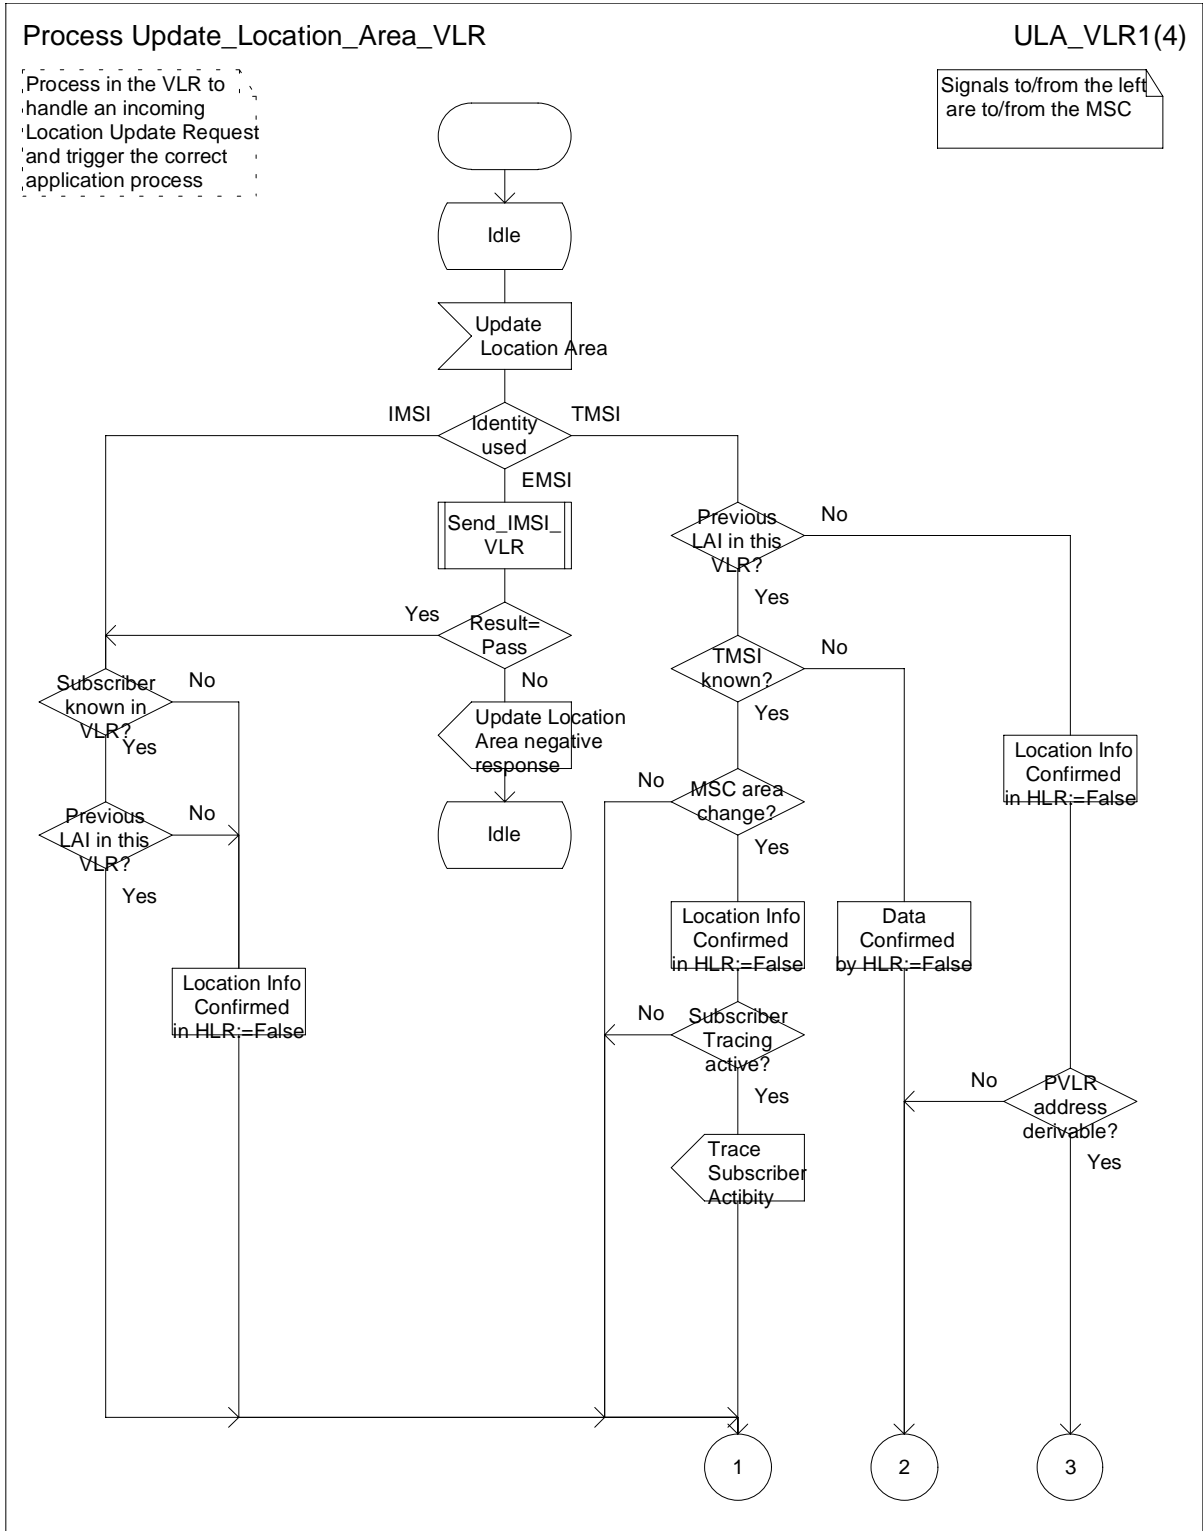 Process Update_Location_Area_VLR
ULA_VLR1(4)
Process in the VLR to
handle an incoming
Location Update Request
and trigger the correct
application process
Signals to/from the left
are to/from the MSC
Idle
Update
Location Area
IMSI
Identity
used
TMSI
EMSI
Send_IMSI_
VLR
Previous
LAI in this
VLR?
No
Yes
Yes
Result=
Pass
No
TMSI
known?
No
Yes
Subscriber
known in
VLR?
No
Yes
Update Location
Area negative
response
Location Info
Confirmed
in HLR:=False
No
MSC area
change?
Yes
Previous
LAI in this
VLR?
No
Yes
Idle
Location Info
Confirmed
in HLR:=False
Data
Confirmed
by HLR:=False
Location Info
Confirmed
in HLR:=False
No
Subscriber
Tracing
active?
Yes
No
PVLR
address
derivable?
Yes
Trace
Subscriber
Actibity
1
2
3